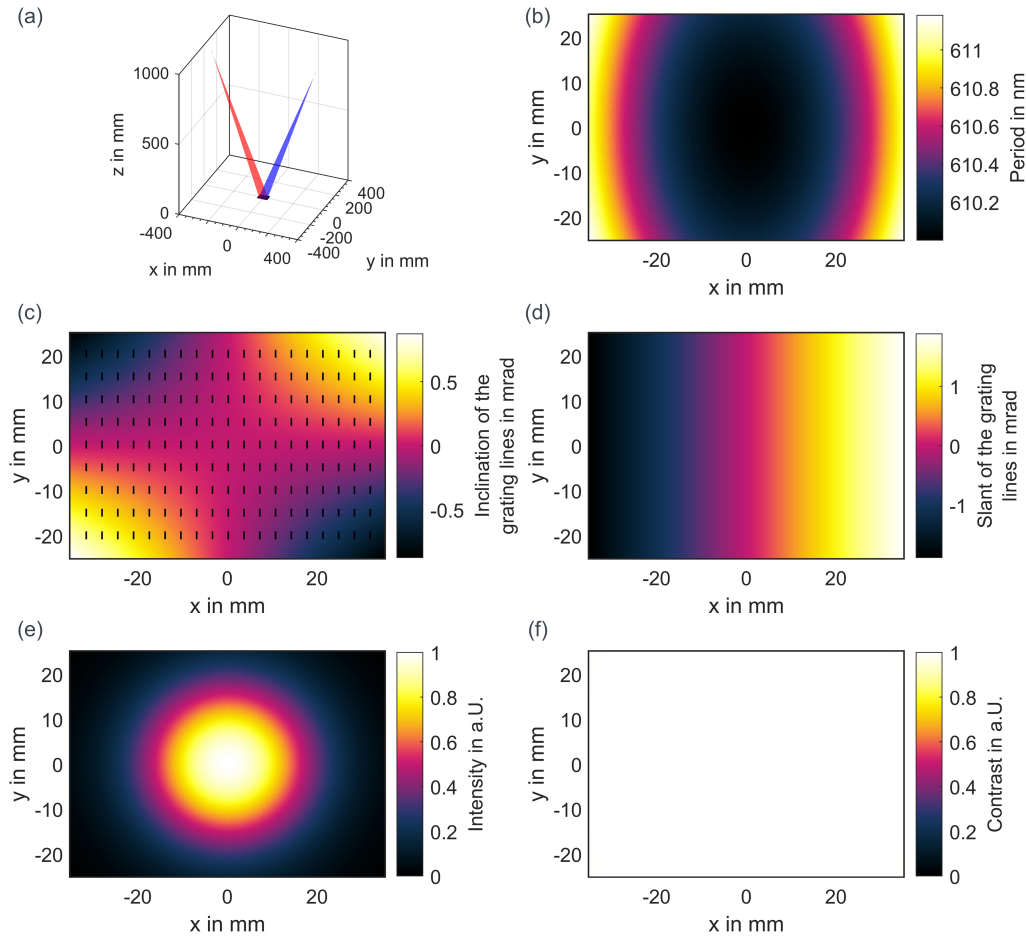 (a)
1000
500
0
z in mm
-400
0
400
x in mm
400
200
0
-200
-400
y in mm
(b)
20
10
0
-10
-20
y in mm
-20
0
20
x in mm
611
610.8
610.6
610.4
610.2
Period in nm
(c)
20
10
0
-10
-20
y in mm
-20
0
20
x in mm
0.5
0
-0.5
Inclination of the
grating lines in mrad
(d)
20
10
0
-10
-20
y in mm
-20
0
20
x in mm
1
0
-1
Slant of the grating
lines in mrad
(e)
20
10
0
-10
-20
y in mm
-20
0
20
x in mm
1
0.8
0.6
0.4
0.2
0
Intensity in a.U.
(f)
20
10
0
-10
-20
y in mm
-20
0
20
x in mm
1
0.8
0.6
0.4
0.2
0
Contrast in a.U.